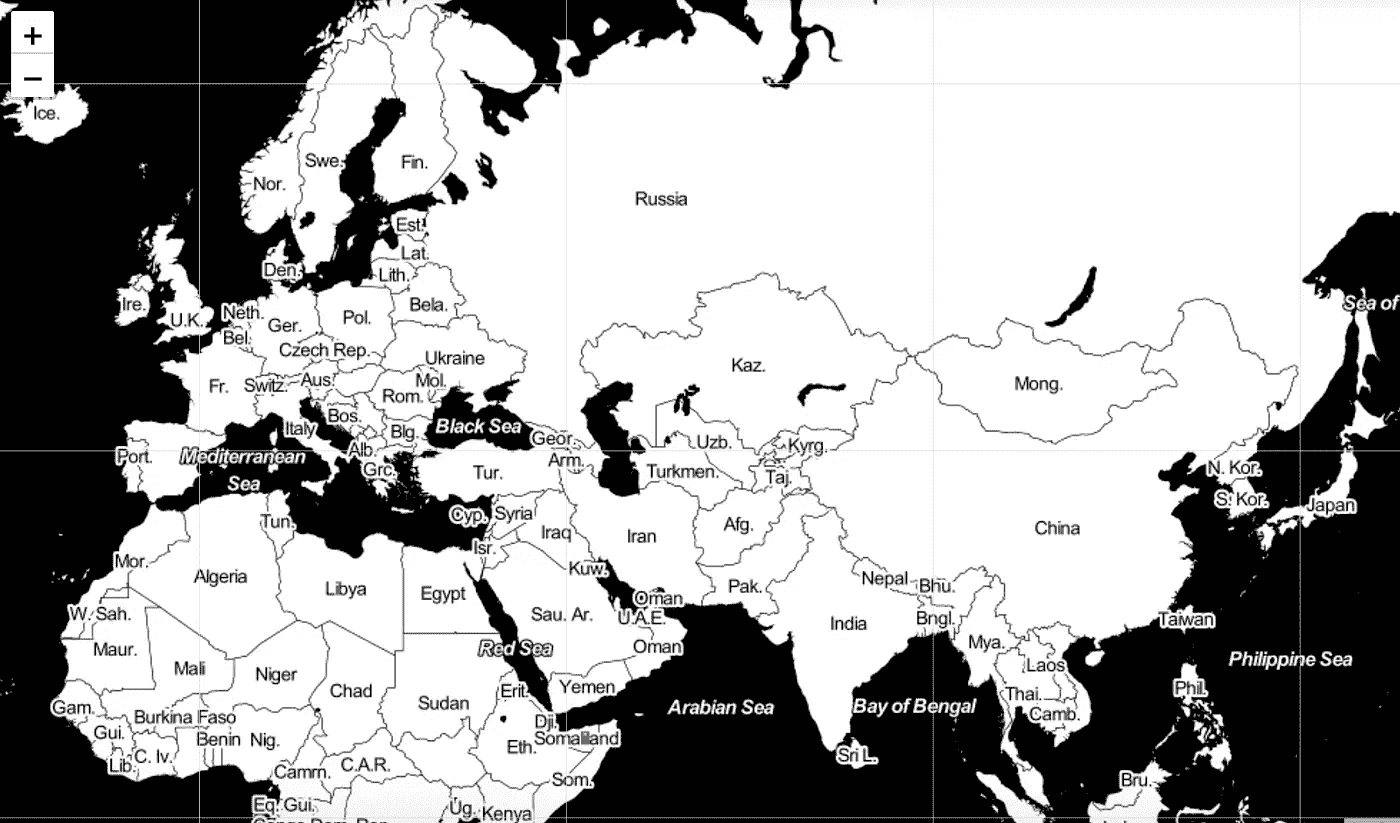 +
−
Ice.
Nor.
Swe.
Fin.
Russia
Est.
Lat.
Lith.
Den.
Ire.
U.K.
Neth.
Bel.
Ger.
Pol.
Bela.
Czech Rep.
Ukraine
Fr.
Switz.
Aus.
Mol.
Rom.
Kaz.
Mong.
Sea of
Bos.
Italy
Blg.
Black Sea
Geor.
Uzb.
Kyrg.
Port.
Mediterranean
Sea
Alb.
Grc.
Tur.
Arm.
Turkmen.
Taj.
N. Kor.
S. Kor.
Japan
Tun.
Cyp.
Syria
Iraq
Iran
Afg.
China
Mor.
Isr.
Kuw.
Algeria
Libya
Egypt
Sau. Ar.
Oman
U.A.E.
Pak.
Nepal
Bhu.
India
Bngl.
Taiwan
W. Sah.
Maur.
Red Sea
Oman
Mya.
Laos
Philippine Sea
Mali
Niger
Chad
Sudan
Erit.
Yemen
Arabian Sea
Bay of Bengal
Thai.
Camb.
Phil.
Gam.
Burkina Faso
Gui.
Benin
Nig.
Dji.
Somaliland
Eth.
Lib.
C. Iv.
C.A.R.
Camrn.
Som.
Sri L.
Bru.
Eq. Gui.
Ug.
Kenya